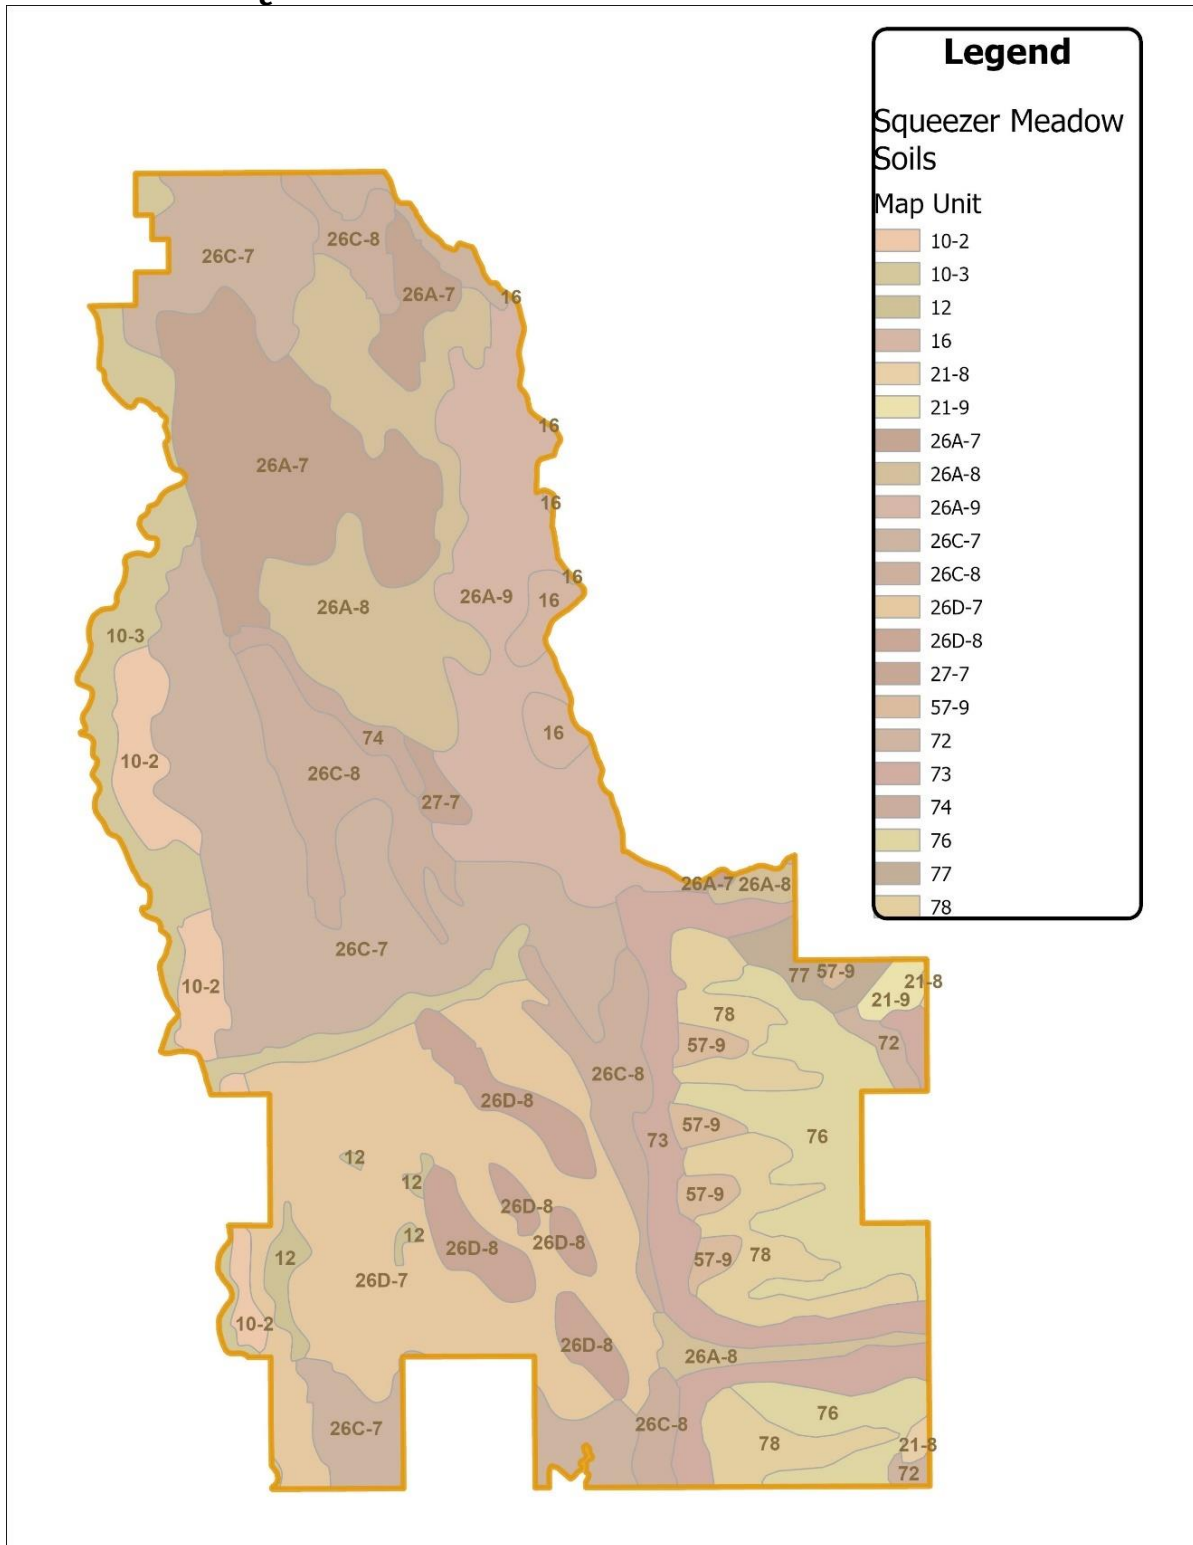 Legend
Squeezer Meadow
Soils
Map Unit
10-2
10-3
12
16
21-8
21-9
26A-7
26A-8
26A-9
26C-7
26C-8
26D-7
26D-8
27-7
57-9
72
73
74
76
77
78
26C-7
26C-8
26A-7
16
16
26A-7
16
16
26A-8
26A-9
16
10-3
16
74
10-2
26C-8
27-7
26A-7
26A-8
26C-7
77
57-9
21-8
10-2
21-9
78
57-9
72
26C-8
26D-8
57-9
73
76
12
12
57-9
26D-8
12
26D-8
26D-8
12
57-9
78
26D-7
10-2
26D-8
26A-8
76
26C-7
26C-8
78
21-8
72